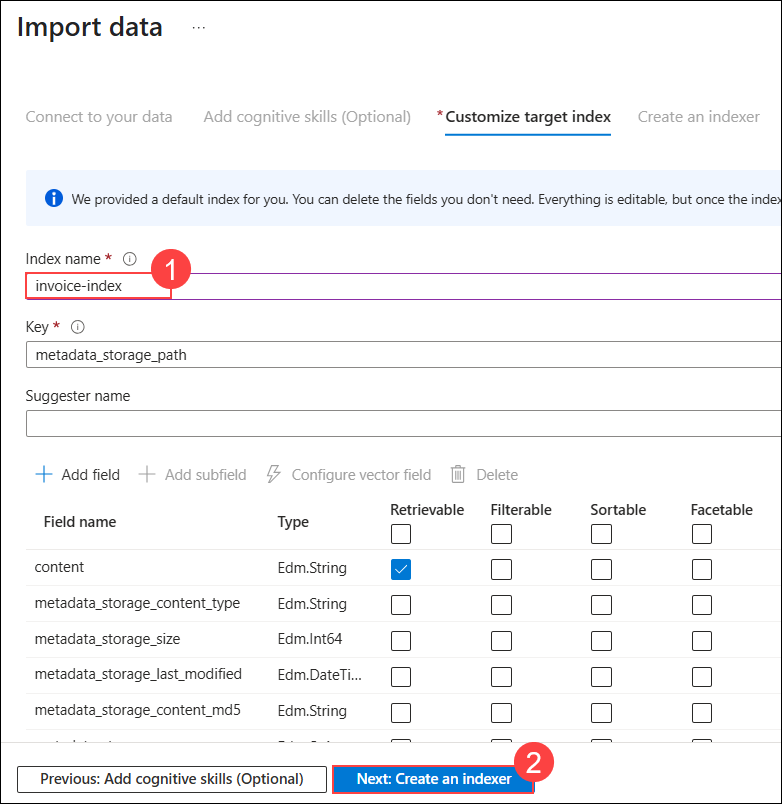 Import data ...
Connect to your data Add cognitive skills (Optional) * Customize target index Create an indexer
We provided a default index for you. You can delete the fields you don't need. Everything is editable, but once the index
Index name *
1
invoice-index
Key *
metadata_storage_path
Suggester name
Add field Add subfield Configure vector field Delete
Field name Type Retrievable Filterable Sortable Facetable
content Edm.String
metadata_storage_content_type Edm.String
metadata_storage_size Edm.Int64
metadata_storage_last_modified Edm.DateTi...
metadata_storage_content_md5 Edm.String
2
Previous: Add cognitive skills (Optional) Next: Create an indexer